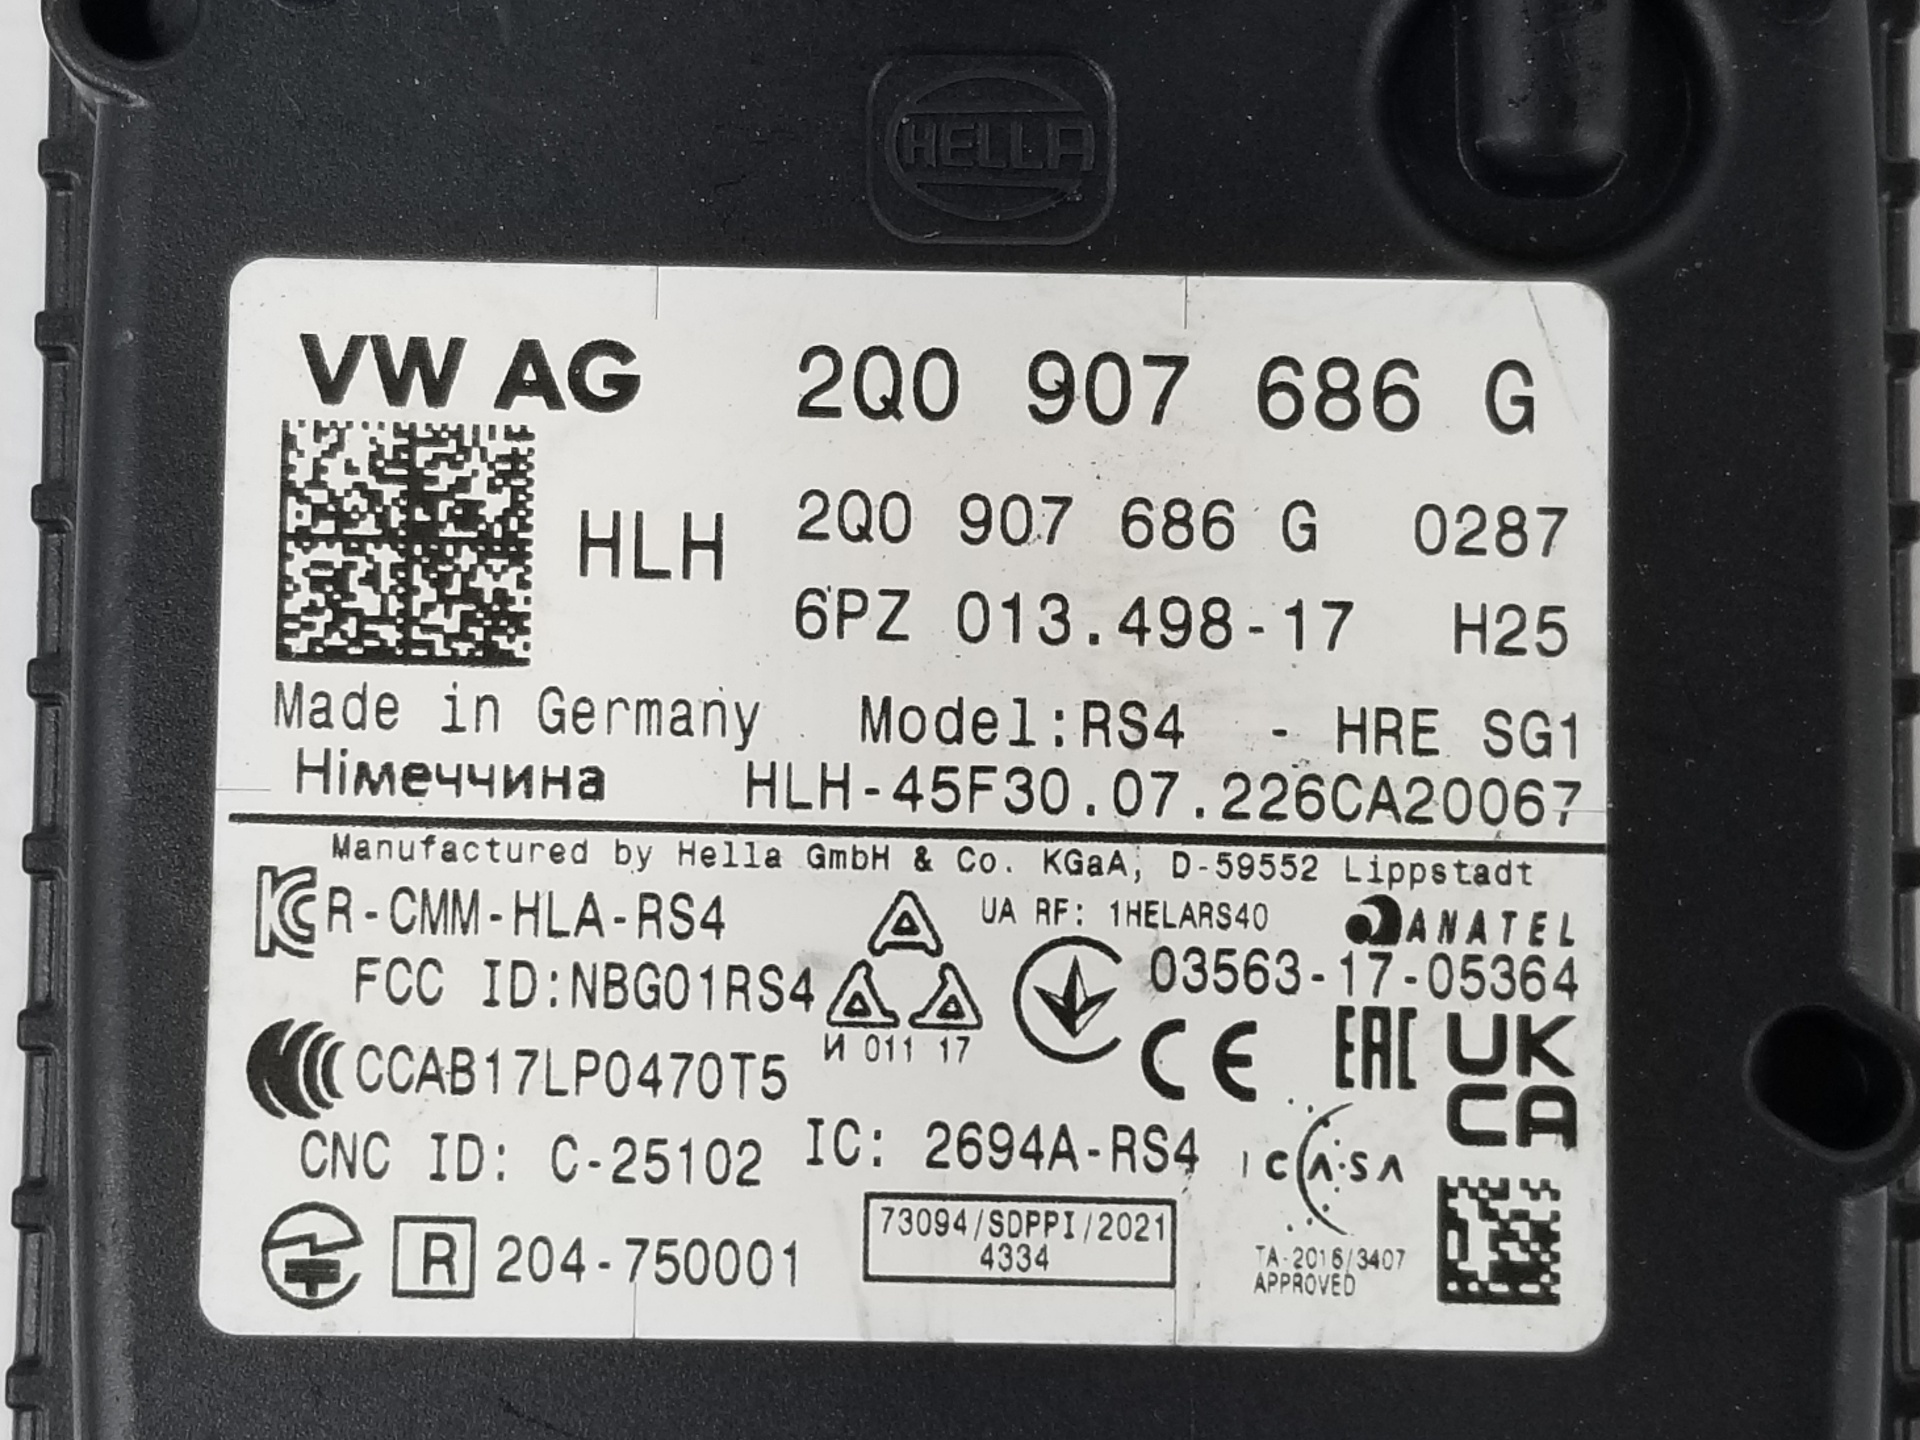 HELLA
VW AG 2Q0 907 686 G
HLH 2Q0 907 686 G 0287
6PZ 013.498-17 H25
Made in Germany Model:RS4 - HRE SG1
Німеччина HLH-45F30.07.226CA20067
Manufactured by Hella GmbH & Co. KGaA, D-59552 Lippstadt
R-CMM-HLA-RS4 UA RF: 1HELARS40 ANATEL
FCC ID:NBG01RS4 03563-17-05364
И 011 17
CCAB17LP0470T5 CE EAC UK
CA
CNC ID: C-25102 IC: 2694A-RS4 ICASA
R 204-750001 73094/SDPPI/2021
4334
TA-2016/3407
APPROVED